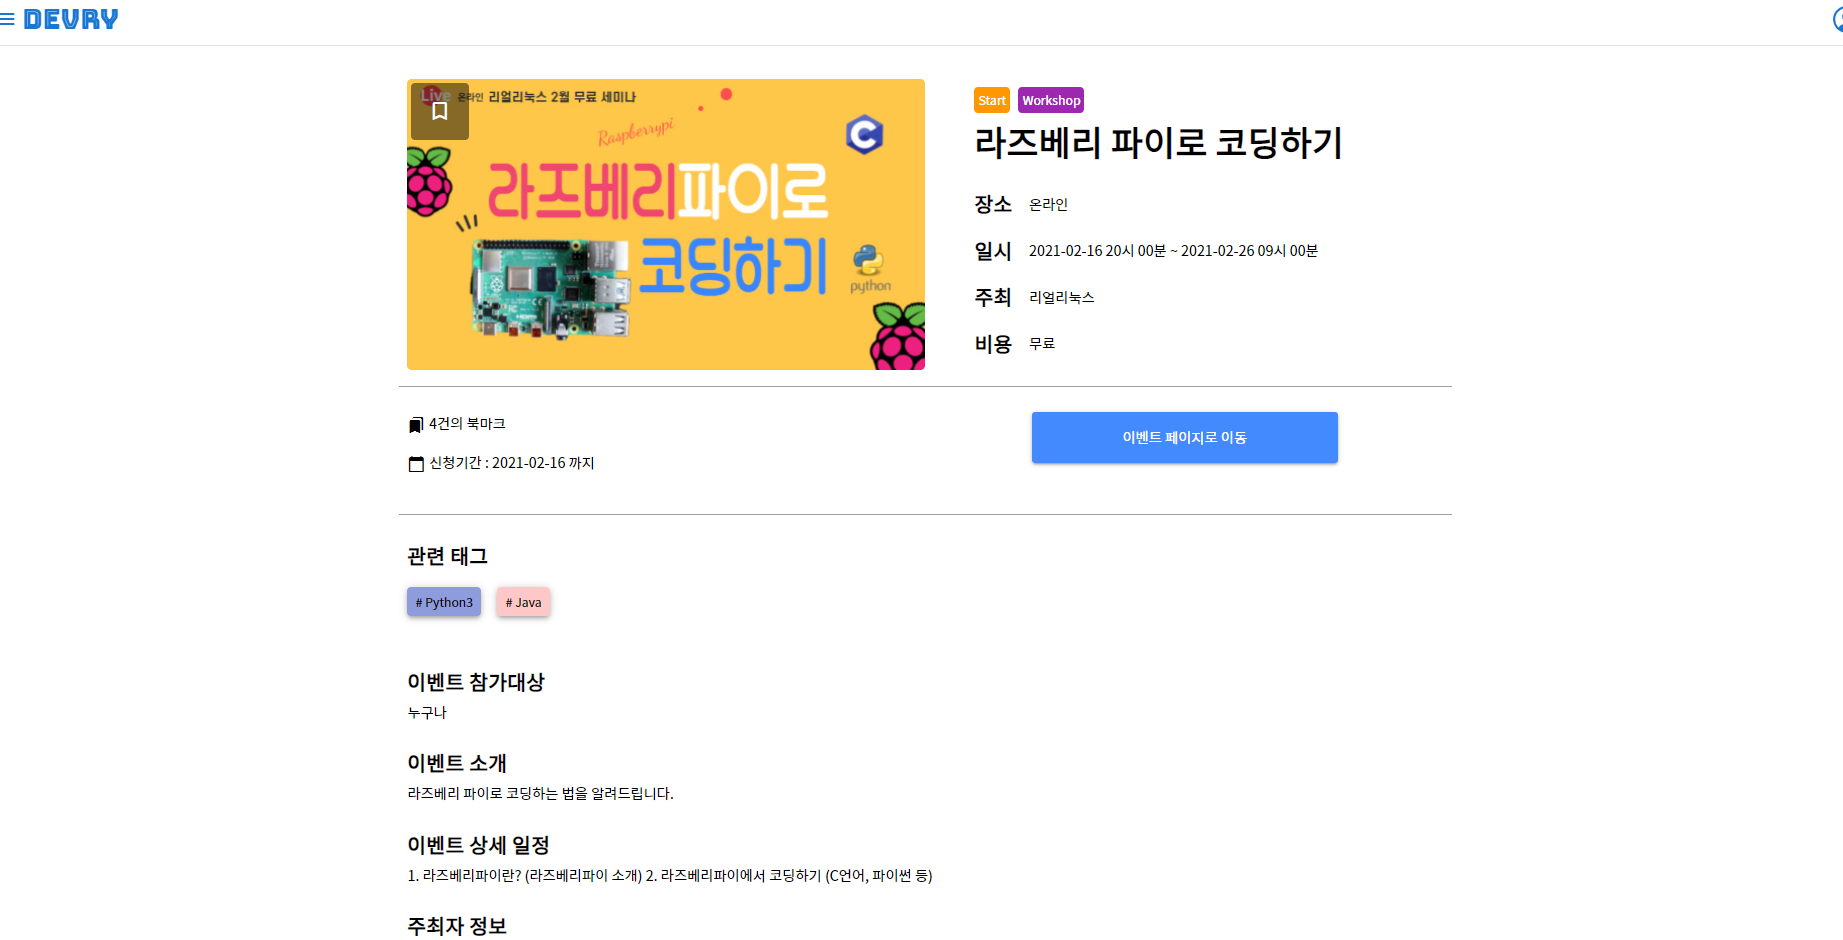 DEVRY
Live 온라인 리얼리눅스 2월 무료 세미나
Raspberrypi
라즈베리파이로
코딩하기
python
Start Workshop
라즈베리 파이로 코딩하기
장소 온라인
일시 2021-02-16 20시 00분 ~ 2021-02-26 09시 00분
주최 리얼리눅스
비용 무료
4건의 북마크
신청기간 : 2021-02-16 까지
이벤트 페이지로 이동
관련 태그
# Python3 # Java
이벤트 참가대상
누구나
이벤트 소개
라즈베리 파이로 코딩하는 법을 알려드립니다.
이벤트 상세 일정
1. 라즈베리파이란? (라즈베리파이 소개) 2. 라즈베리파이에서 코딩하기 (C언어, 파이썬 등)
주최자 정보